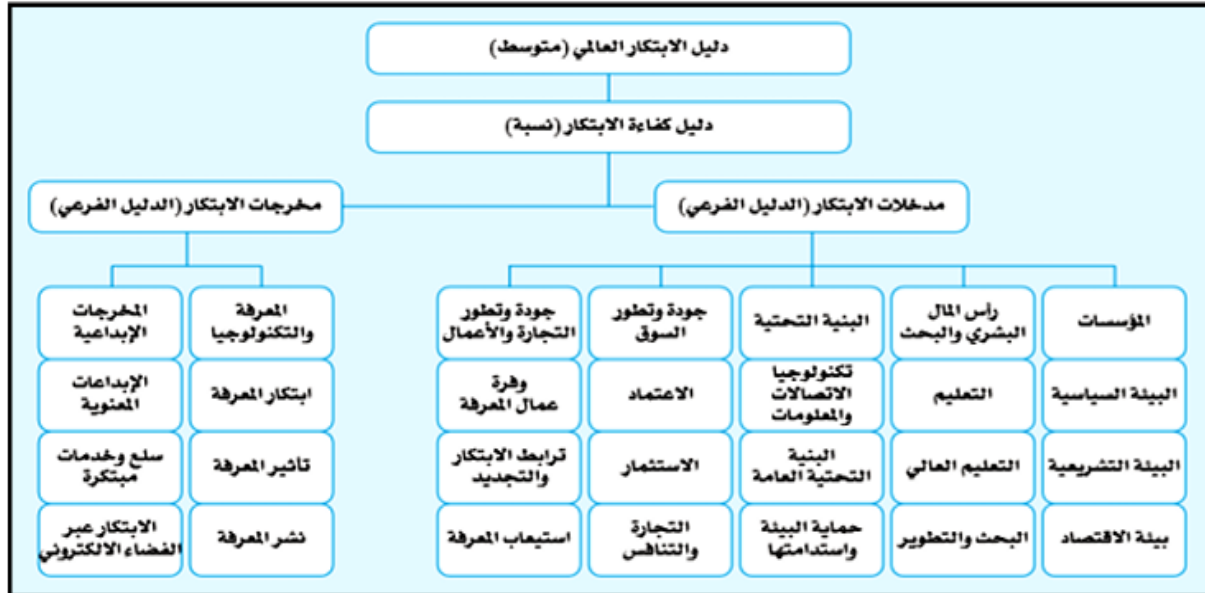 دليل الابتكار العالمي (متوسط)
دليل كفاءة الابتكار (نسبة)
مدخلات الابتكار (الدليل الفرعي)
مخرجات الابتكار (الدليل الفرعي)
المؤسسات
البيئة السياسية
البيئة التشريعية
بيئة الاقتصاد
رأس المال
البشري والبحث
التعليم
التعليم العالي
البحث والتطوير
البنية التحتية
تكنولوجيا
الاتصالات
والمعلومات
البنية
التحتية العامة
حماية البيئة
واستدامتها
جودة وتطور
السوق
الاعتماد
الاستثمار
التجارة
والتنافس
جودة وتطور
التجارة والأعمال
وفرة
عمال المعرفة
ترابط الابتكار
والتجديد
استيعاب المعرفة
المعرفة
والتكنولوجيا
ابتكار المعرفة
تأثير المعرفة
نشر المعرفة
المخرجات
الإبداعية
الإبداعات
المعنوية
سلع وخدمات
مبتكرة
الابتكار عبر
الفضاء الالكتروني